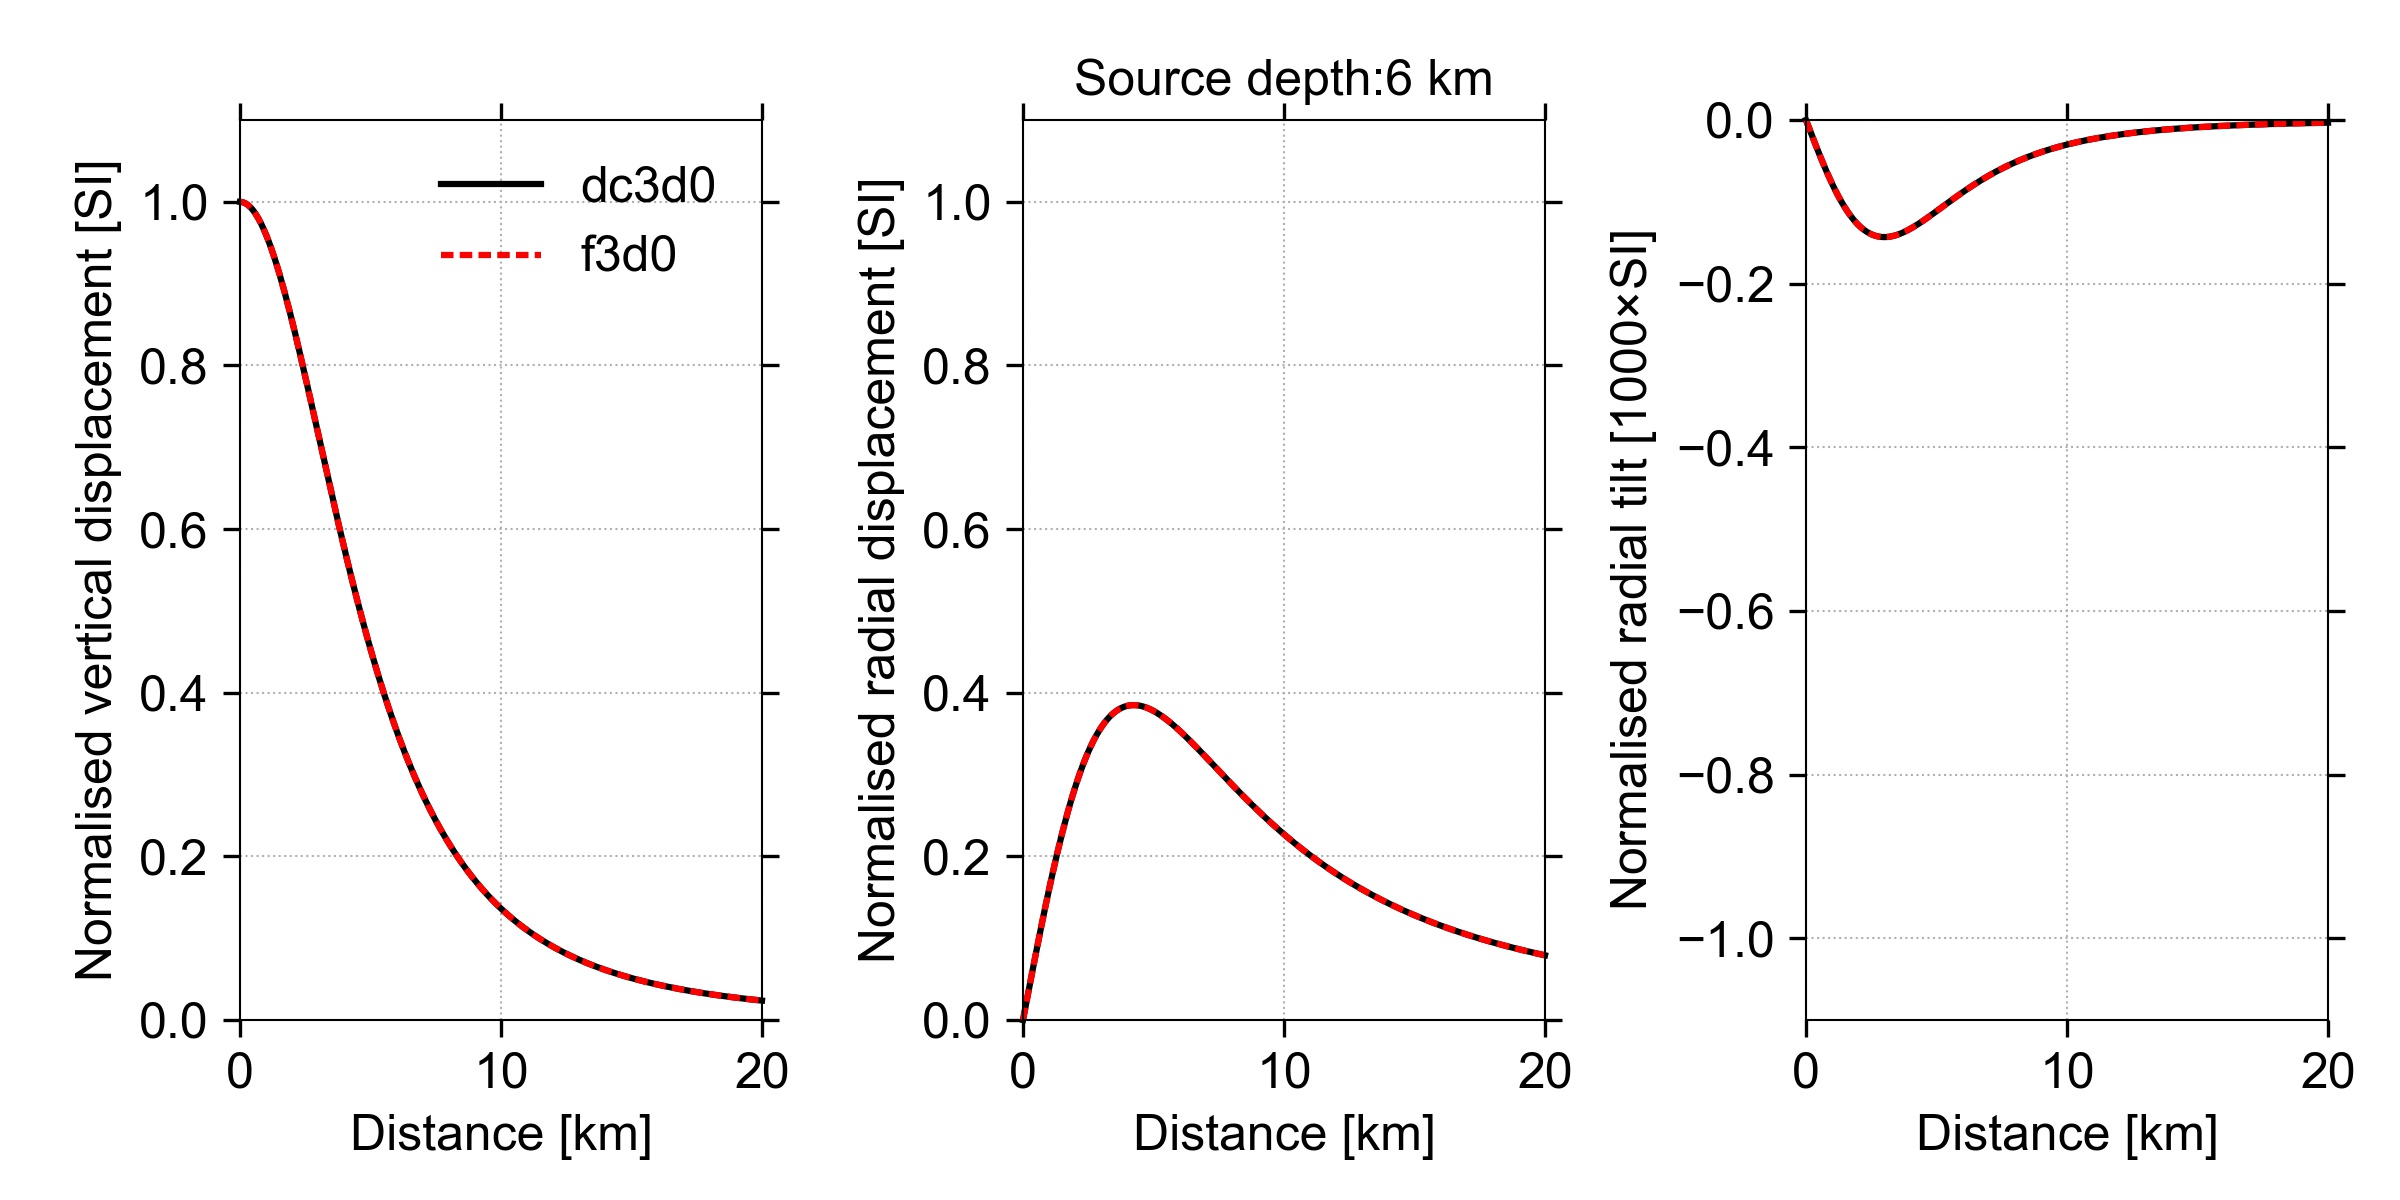 Source depth:6 km
Normalised vertical displacement [SI]
1.0
0.8
0.6
0.4
0.2
0.0
dc3d0
f3d0
0 10 20
Distance [km]
Normalised radial displacement [SI]
1.0
0.8
0.6
0.4
0.2
0.0
0 10 20
Distance [km]
Normalised radial tilt [1000×SI]
0.0
−0.2
−0.4
−0.6
−0.8
−1.0
0 10 20
Distance [km]